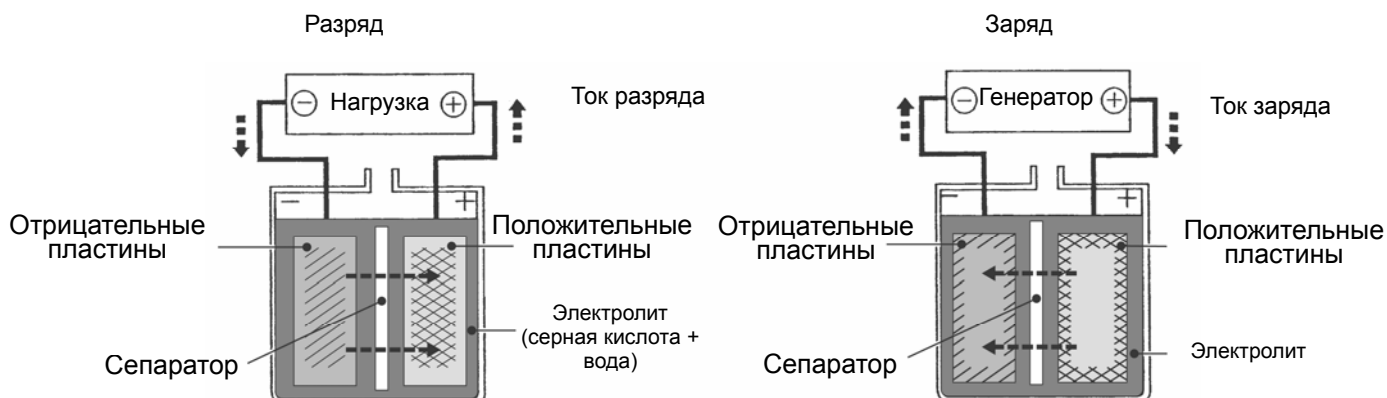 Разряд
Заряд
− Нагрузка +
Ток разряда
− Генератор +
Ток заряда
− +
− +
Отрицательные
пластины
Положительные
пластины
Электролит
(серная кислота +
вода)
Сепаратор
Отрицательные
пластины
Положительные
пластины
Сепаратор
Электролит